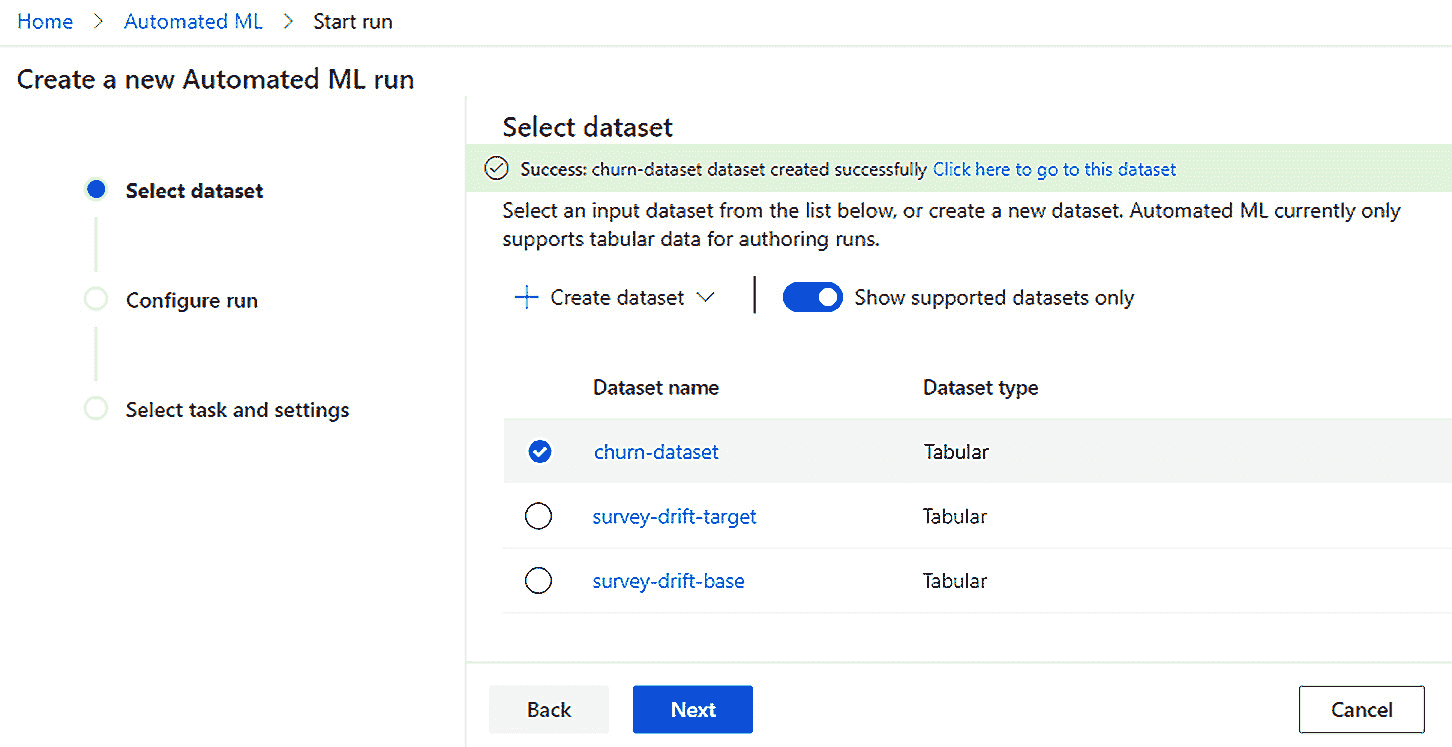 Home > Automated ML > Start run
Create a new Automated ML run
Select dataset
Configure run
Select task and settings
Select dataset
Success: churn-dataset dataset created successfully Click here to go to this dataset
Select an input dataset from the list below, or create a new dataset. Automated ML currently only
supports tabular data for authoring runs.
+ Create dataset
Show supported datasets only
Dataset name Dataset type
churn-dataset Tabular
survey-drift-target Tabular
survey-drift-base Tabular
Back Next Cancel